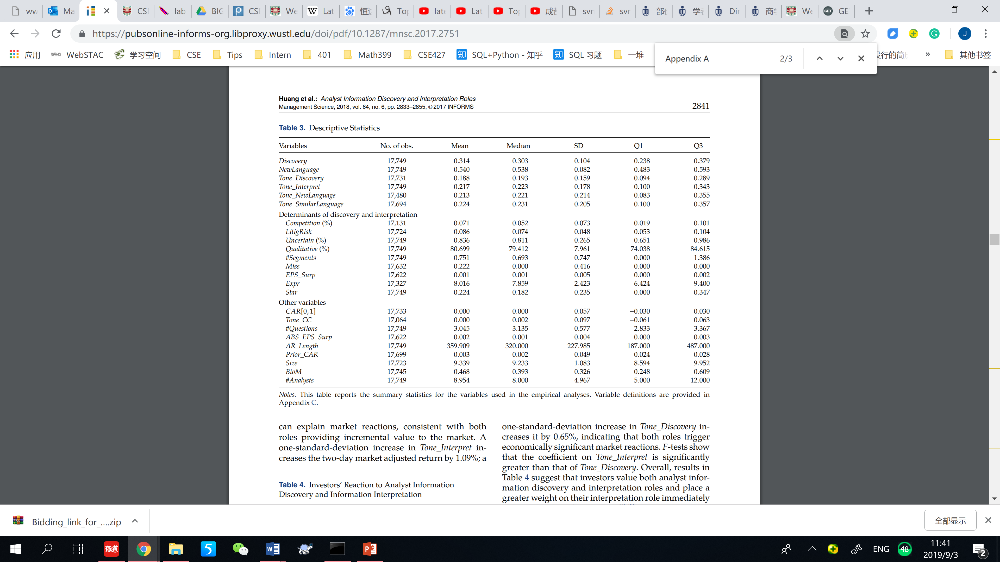 ww Ma CS lab BIG CSI We W Lat Top late Lat Top svn svr Dir We GE
https://pubsonline-informs-org.libproxy.wustl.edu/doi/pdf/10.1287/mnsc.2017.2751
J
应用 WebSTAC 学习空间 CSE Tips Intern 401 Math399 CSE427 知 SQL+Python - 知乎 知 SQL 习题 一堆 » 其他书签
Appendix A 2/3
Huang et al.: Analyst Information Discovery and Interpretation Roles
Management Science, 2018, vol. 64, no. 6, pp. 2833–2855, © 2017 INFORMS 2841
Table 3. Descriptive Statistics
Variables No. of obs. Mean Median SD Q1 Q3
Discovery 17,749 0.314 0.303 0.104 0.238 0.379
NewLanguage 17,749 0.540 0.538 0.082 0.483 0.593
Tone_Discovery 17,731 0.188 0.193 0.159 0.094 0.289
Tone_Interpret 17,749 0.217 0.223 0.178 0.100 0.343
Tone_NewLanguage 17,480 0.213 0.221 0.214 0.083 0.355
Tone_SimilarLanguage 17,694 0.224 0.231 0.205 0.100 0.357
Determinants of discovery and interpretation
Competition (%) 17,131 0.071 0.052 0.073 0.019 0.101
LitigRisk 17,724 0.086 0.074 0.048 0.053 0.104
Uncertain (%) 17,749 0.836 0.811 0.265 0.651 0.986
Qualitative (%) 17,749 80.699 79.412 7.961 74.038 84.615
#Segments 17,749 0.751 0.693 0.747 0.000 1.386
Miss 17,632 0.222 0.000 0.416 0.000 0.000
EPS_Surp 17,622 0.001 0.001 0.005 0.000 0.002
Expr 17,327 8.016 7.859 2.423 6.424 9.400
Star 17,749 0.224 0.182 0.235 0.000 0.347
Other variables
CAR[0,1] 17,733 0.000 0.000 0.057 −0.030 0.030
Tone_CC 17,064 0.000 0.002 0.097 −0.061 0.063
#Questions 17,749 3.045 3.135 0.577 2.833 3.367
ABS_EPS_Surp 17,622 0.002 0.001 0.004 0.000 0.003
AR_Length 17,749 359.909 320.000 227.985 187.000 487.000
Prior_CAR 17,699 0.003 0.002 0.049 −0.024 0.028
Size 17,723 9.339 9.233 1.083 8.594 9.952
BtoM 17,745 0.468 0.393 0.326 0.248 0.609
#Analysts 17,749 8.954 8.000 4.967 5.000 12.000
Notes. This table reports the summary statistics for the variables used in the empirical analyses. Variable definitions are provided in
Appendix C.
can explain market reactions, consistent with both
roles providing incremental value to the market. A
one-standard-deviation increase in Tone_Interpret in-
creases the two-day market adjusted return by 1.09%; a
Table 4. Investors’ Reaction to Analyst Information
Discovery and Information Interpretation
one-standard-deviation increase in Tone_Discovery in-
creases it by 0.65%, indicating that both roles trigger
economically significant market reactions. F-tests show
that the coefficient on Tone_Interpret is significantly
greater than that of Tone_Discovery. Overall, results in
Table 4 suggest that investors value both analyst infor-
mation discovery and interpretation roles and place a
greater weight on their interpretation role immediately
Bidding_link_for_....zip 全部显示
有道 5 W P ENG 48 11:41
2019/9/3 2